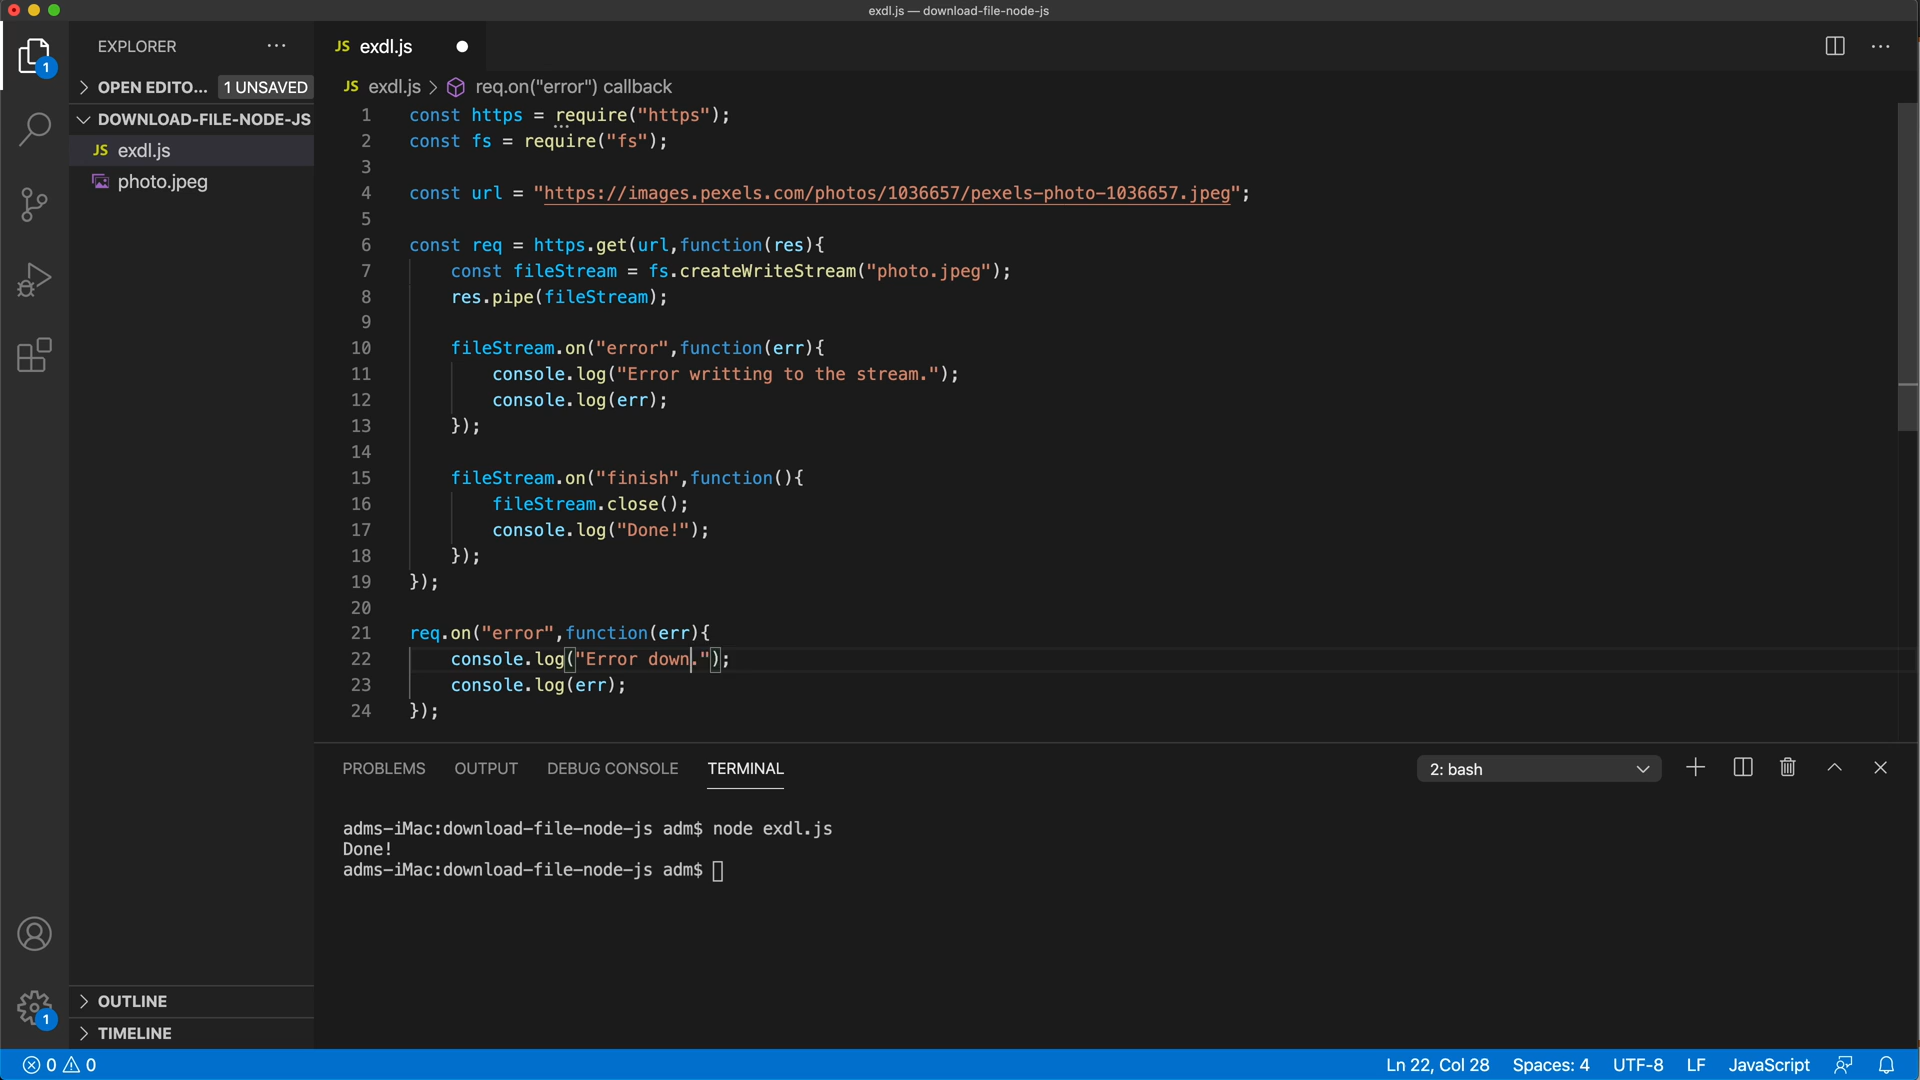 exdl.js — download-file-node-js
EXPLORER
OPEN EDITO... 1 UNSAVED
DOWNLOAD-FILE-NODE-JS
JS exdl.js
photo.jpeg
OUTLINE
TIMELINE
1
1
JS exdl.js
JS exdl.js > req.on("error") callback
1 const https = require("https");
2 const fs = require("fs");
3
4 const url = "https://images.pexels.com/photos/1036657/pexels-photo-1036657.jpeg";
5
6 const req = https.get(url,function(res){
7     const fileStream = fs.createWriteStream("photo.jpeg");
8     res.pipe(fileStream);
9
10     fileStream.on("error",function(err){
11         console.log("Error writting to the stream.");
12         console.log(err);
13     });
14
15     fileStream.on("finish",function(){
16         fileStream.close();
17         console.log("Done!");
18     });
19 });
20
21 req.on("error",function(err){
22     console.log("Error down.");
23     console.log(err);
24 });
PROBLEMS OUTPUT DEBUG CONSOLE TERMINAL 2: bash
adms-iMac:download-file-node-js adm$ node exdl.js
Done!
adms-iMac:download-file-node-js adm$
0 0 Ln 22, Col 28 Spaces: 4 UTF-8 LF JavaScript